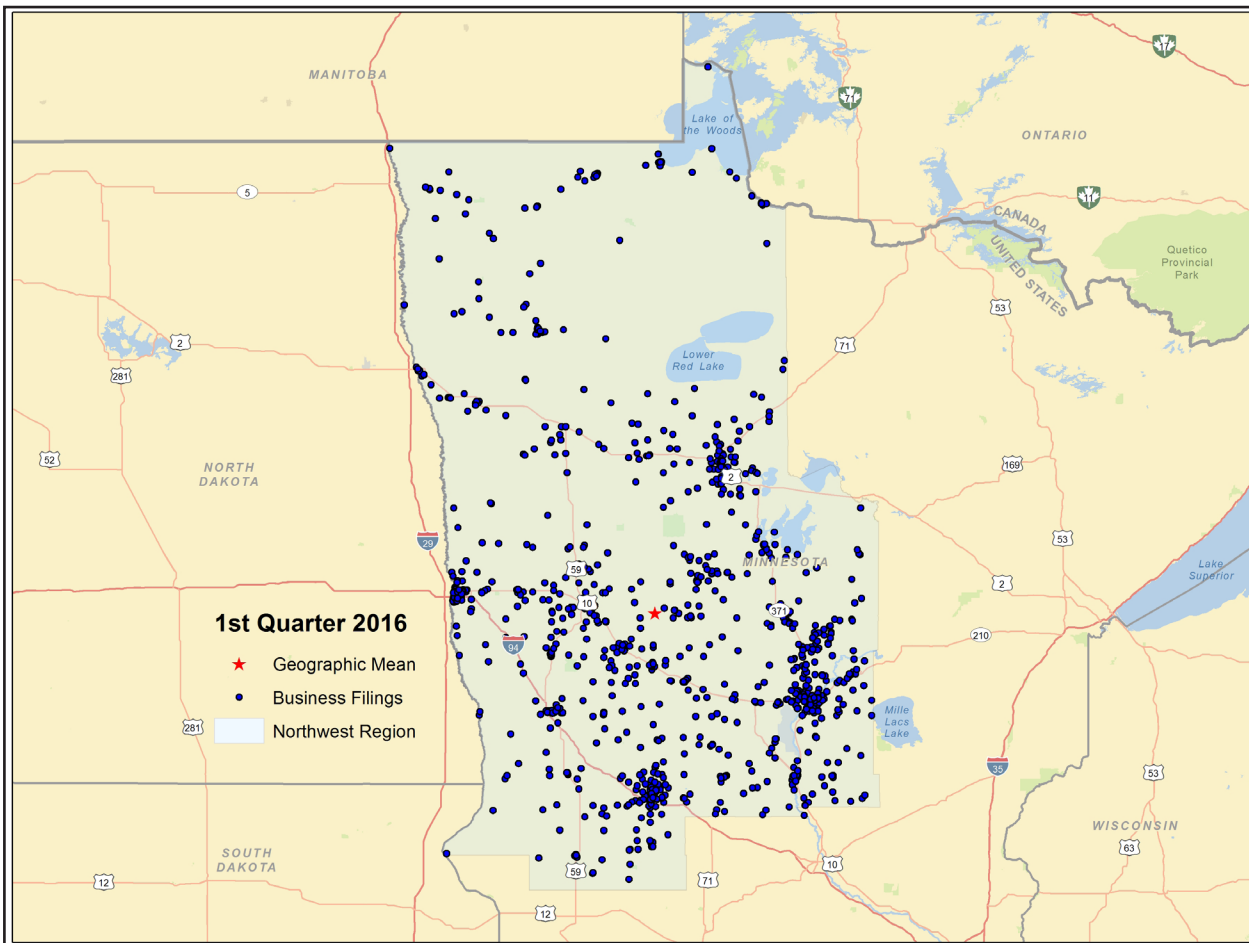 17
MANITOBA
71
Lake of
the Woods
ONTARIO
5
11
CANADA
UNITED STATES
Quetico
Provincial
Park
53
2
71
Lower
Red Lake
281
52
NORTH
DAKOTA
169
2
53
29
MINNESOTA
59
Lake
Superior
2
10
371
1st Quarter 2016
210
94
Geographic Mean
Business Filings
Mille
Lacs
Lake
281
Northwest Region
35
53
WISCONSIN
63
SOUTH
DAKOTA
10
59
12
71
12